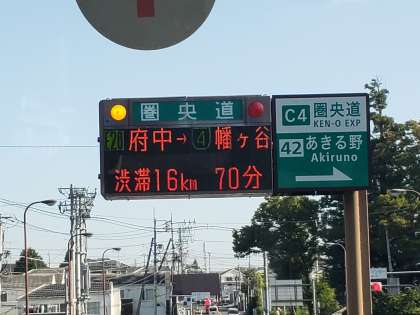 圏央道
20 府中→4 幡ヶ谷
渋滞16km 70分
C4 圏央道
KEN-O EXP
42 あきる野
Akiruno